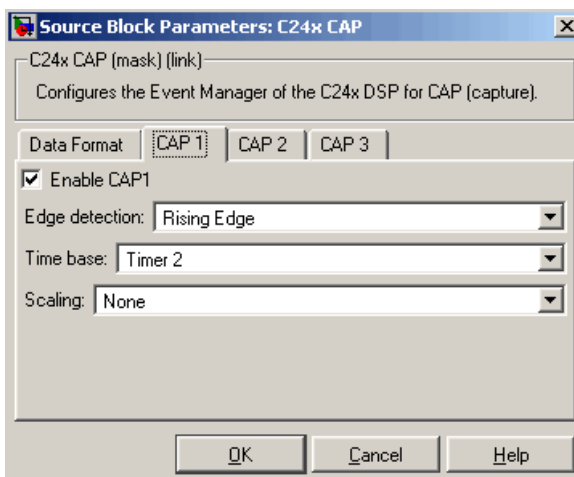 Source Block Parameters: C24x CAP
C24x CAP (mask) (link)
Configures the Event Manager of the C24x DSP for CAP (capture).
Data Format CAP 1 CAP 2 CAP 3
Enable CAP1
Edge detection: Rising Edge
Time base: Timer 2
Scaling: None
OK Cancel Help